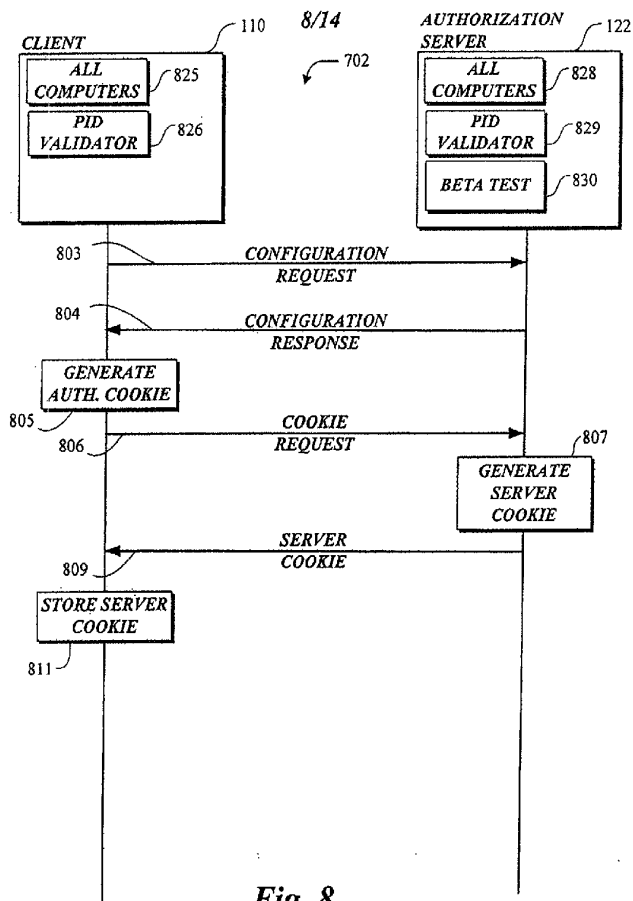 8/14
110
CLIENT
702
AUTHORIZATION
SERVER
122
ALL
COMPUTERS
825
PID
VALIDATOR
826
ALL
COMPUTERS
828
PID
VALIDATOR
829
BETA TEST
830
803
CONFIGURATION
REQUEST
804
CONFIGURATION
RESPONSE
GENERATE
AUTH. COOKIE
805
806
COOKIE
REQUEST
807
GENERATE
SERVER
COOKIE
SERVER
COOKIE
809
STORE SERVER
COOKIE
811
Fig. 8